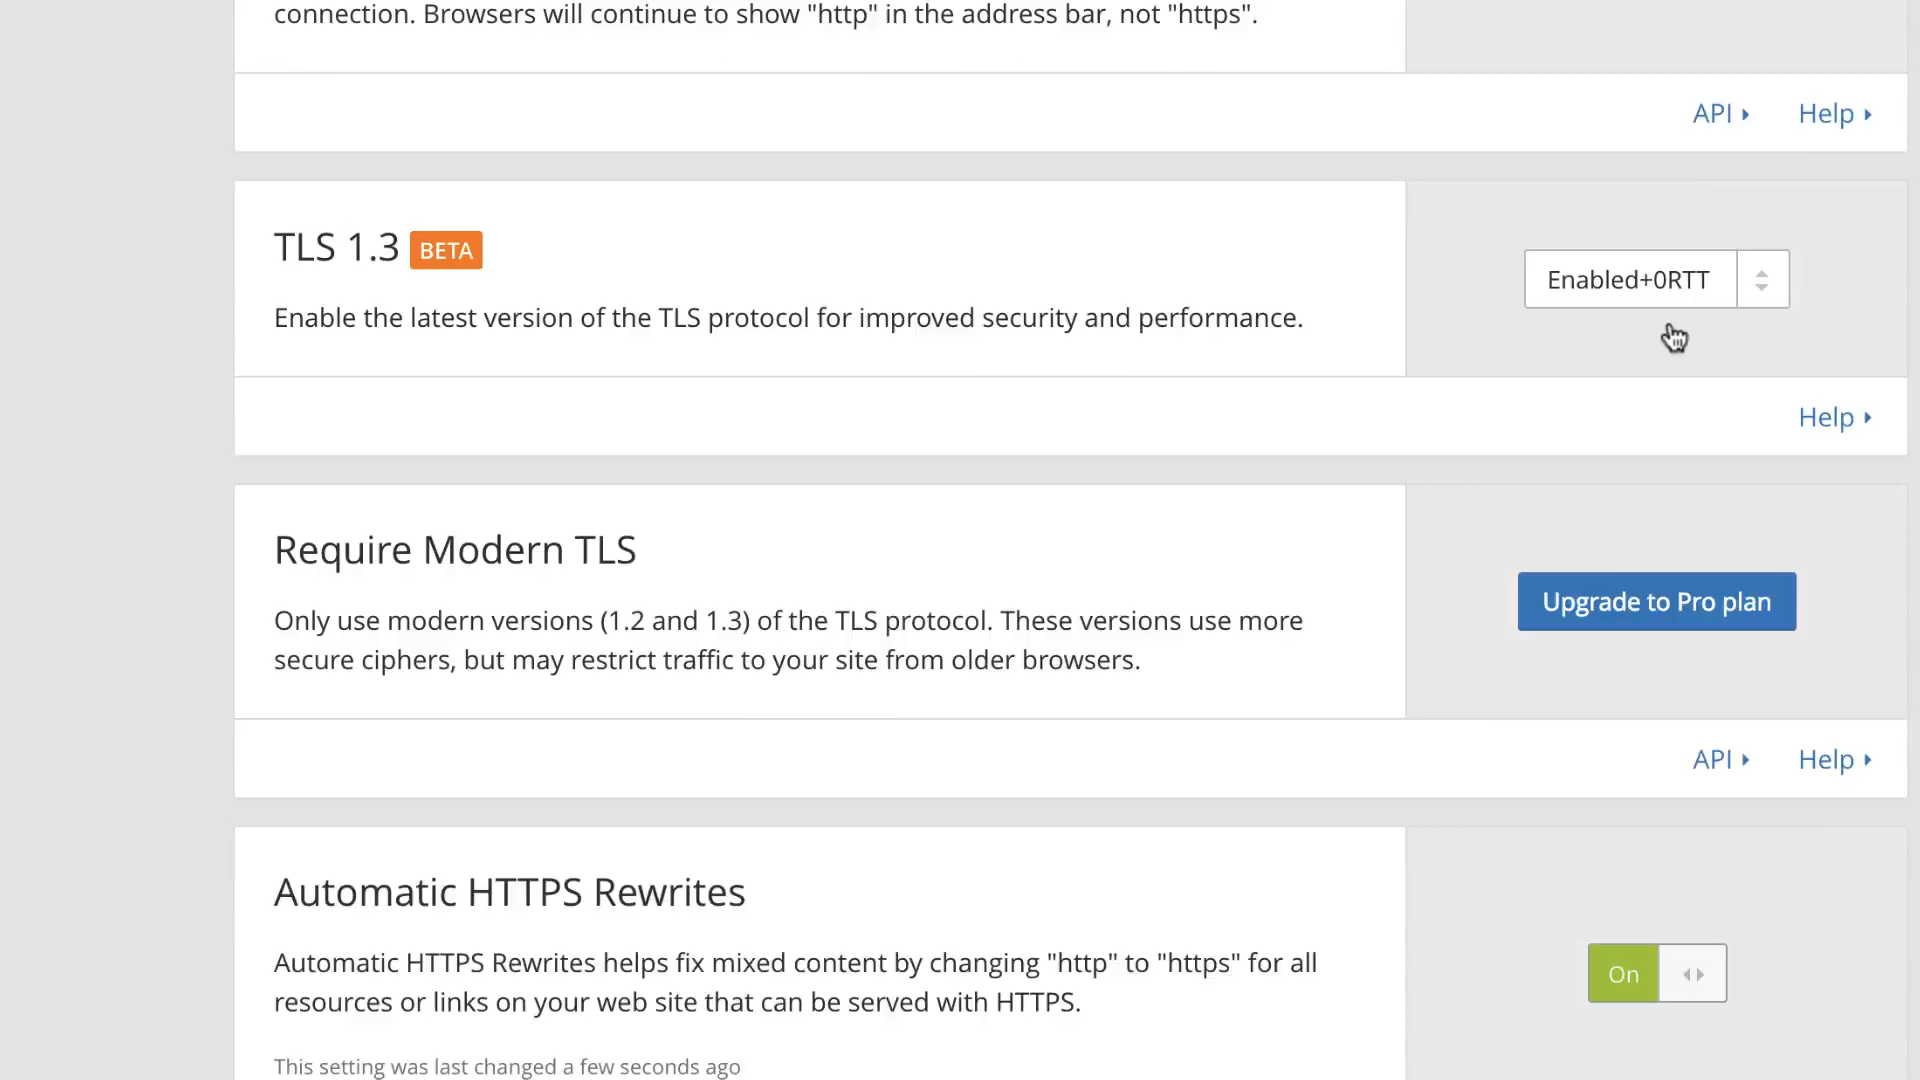 connection. Browsers will continue to show "http" in the address bar, not "https".
API Help
TLS 1.3 BETA
Enable the latest version of the TLS protocol for improved security and performance.
Enabled+0RTT
Help
Require Modern TLS
Only use modern versions (1.2 and 1.3) of the TLS protocol. These versions use more
secure ciphers, but may restrict traffic to your site from older browsers.
Upgrade to Pro plan
API Help
Automatic HTTPS Rewrites
Automatic HTTPS Rewrites helps fix mixed content by changing "http" to "https" for all
resources or links on your web site that can be served with HTTPS.
On
This setting was last changed a few seconds ago